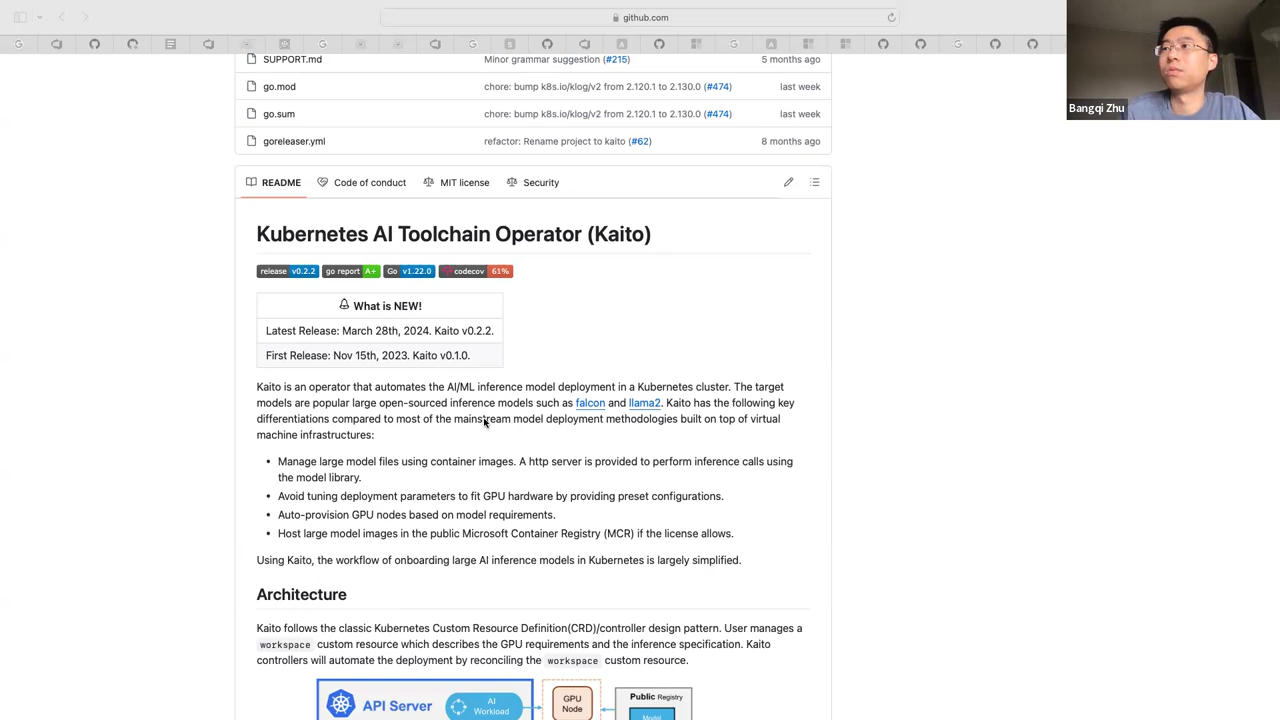 github.com
Bangqi Zhu
SUPPORT.md Minor grammar suggestion (#215) 5 months ago
go.mod chore: bump k8s.io/klog/v2 from 2.120.1 to 2.130.0 (#474) last week
go.sum chore: bump k8s.io/klog/v2 from 2.120.1 to 2.130.0 (#474) last week
goreleaser.yml refactor: Rename project to kaito (#62) 8 months ago
README Code of conduct MIT license Security
Kubernetes AI Toolchain Operator (Kaito)
release v0.2.2 go report A+ Go v1.22.0 codecov 61%
What is NEW!
Latest Release: March 28th, 2024. Kaito v0.2.2.
First Release: Nov 15th, 2023. Kaito v0.1.0.
Kaito is an operator that automates the AI/ML inference model deployment in a Kubernetes cluster. The target
models are popular large open-sourced inference models such as falcon and llama2. Kaito has the following key
differentiations compared to most of the mainstream model deployment methodologies built on top of virtual
machine infrastructures:
• Manage large model files using container images. A http server is provided to perform inference calls using
the model library.
• Avoid tuning deployment parameters to fit GPU hardware by providing preset configurations.
• Auto-provision GPU nodes based on model requirements.
• Host large model images in the public Microsoft Container Registry (MCR) if the license allows.
Using Kaito, the workflow of onboarding large AI inference models in Kubernetes is largely simplified.
Architecture
Kaito follows the classic Kubernetes Custom Resource Definition(CRD)/controller design pattern. User manages a
workspace custom resource which describes the GPU requirements and the inference specification. Kaito
controllers will automate the deployment by reconciling the workspace custom resource.
API Server
AI
Workload
GPU
Node
Public Registry
Model